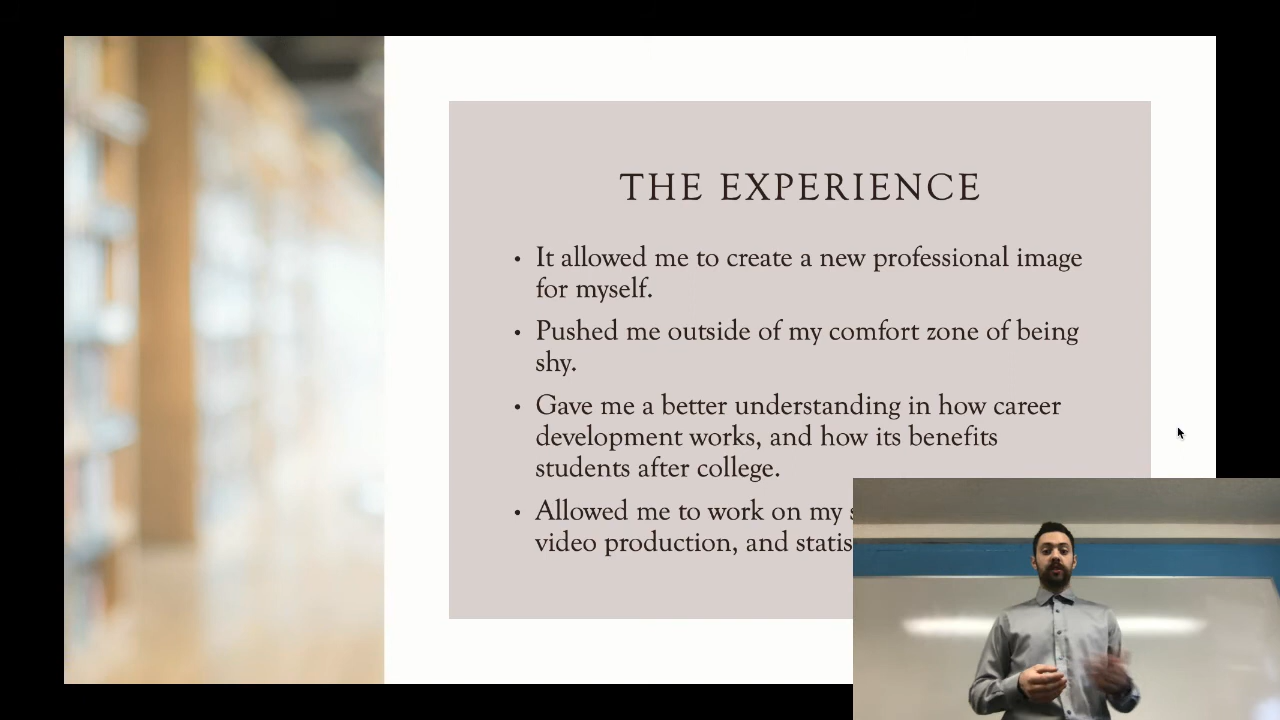 THE EXPERIENCE
• It allowed me to create a new professional image
for myself.
• Pushed me outside of my comfort zone of being
shy.
• Gave me a better understanding in how career
development works, and how its benefits
students after college.
• Allowed me to work on my
video production, and